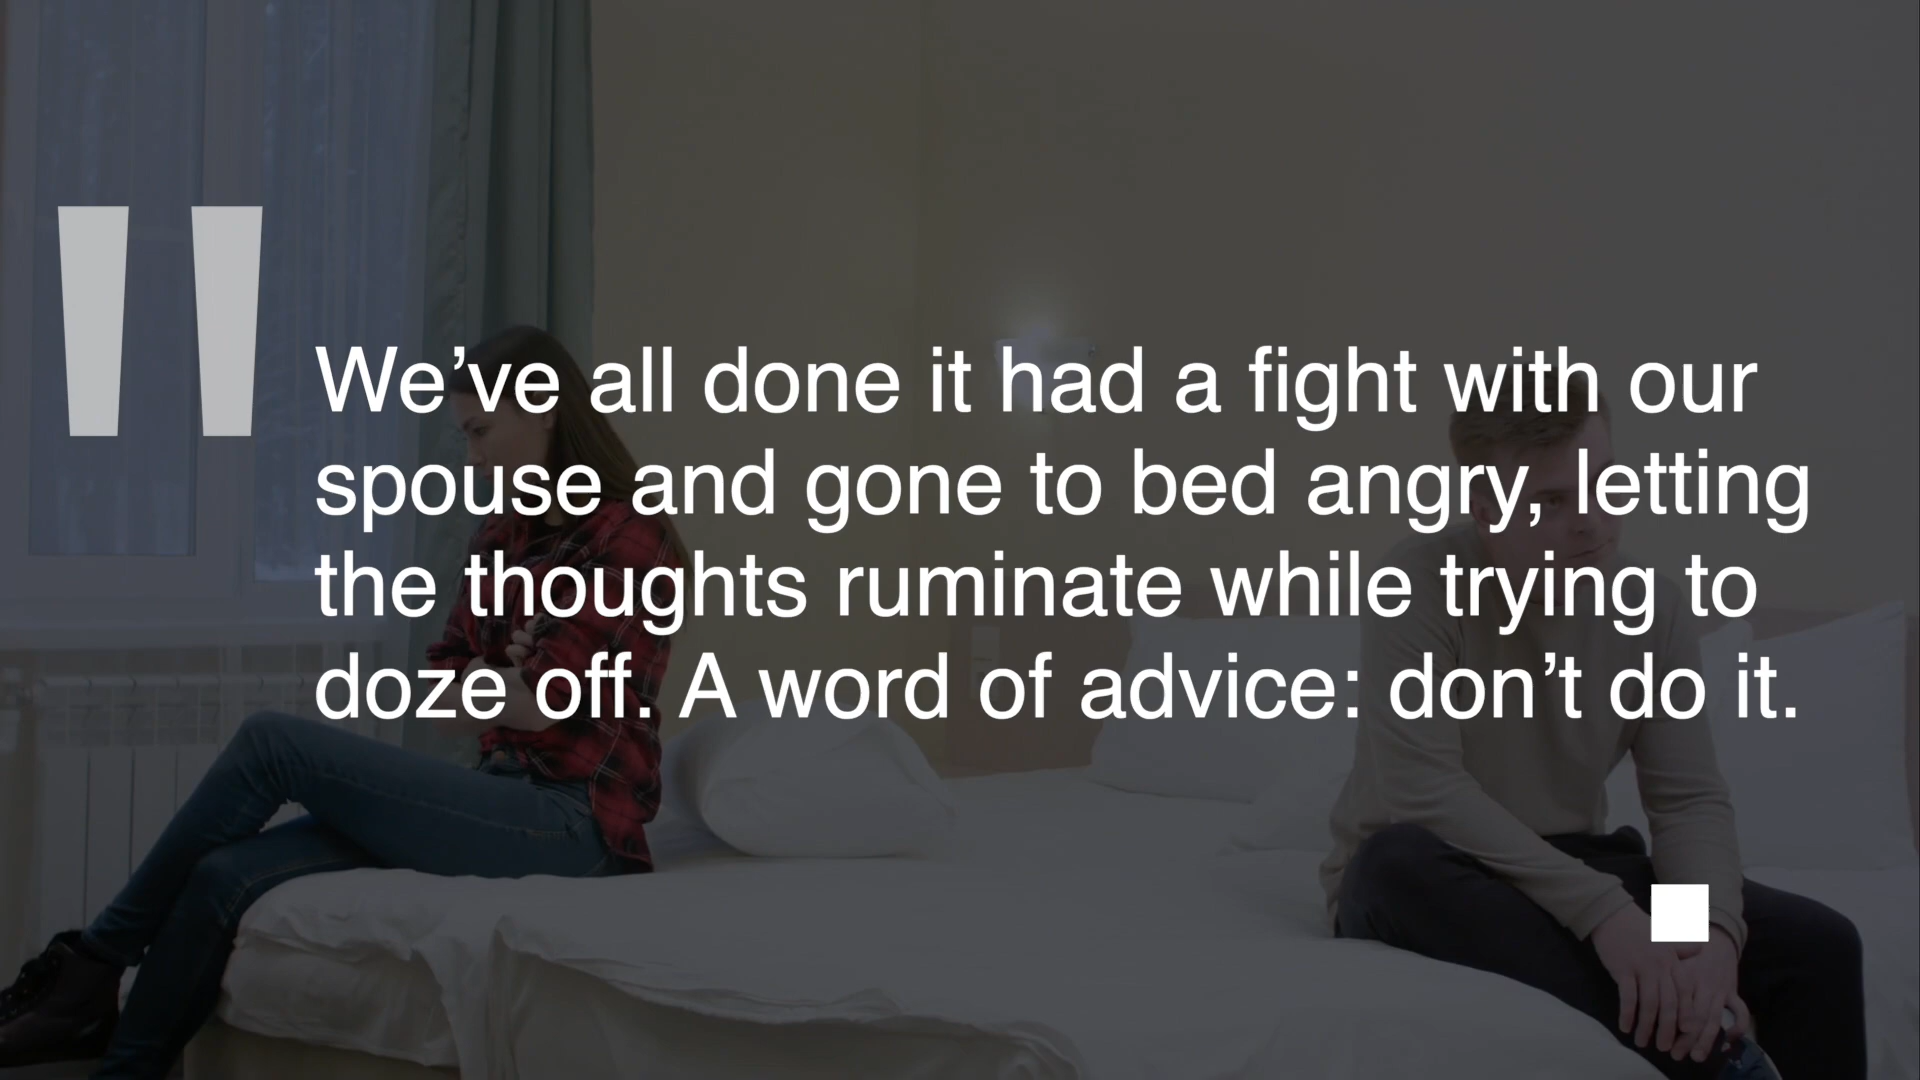 "
We’ve all done it had a fight with our
spouse and gone to bed angry, letting
the thoughts ruminate while trying to
doze off. A word of advice: don’t do it.